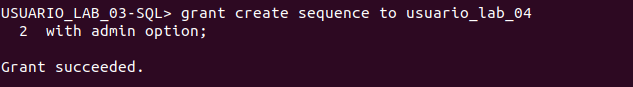 USUARIO_LAB_03-SQL> grant create sequence to usuario_lab_04
2 with admin option;
Grant succeeded.